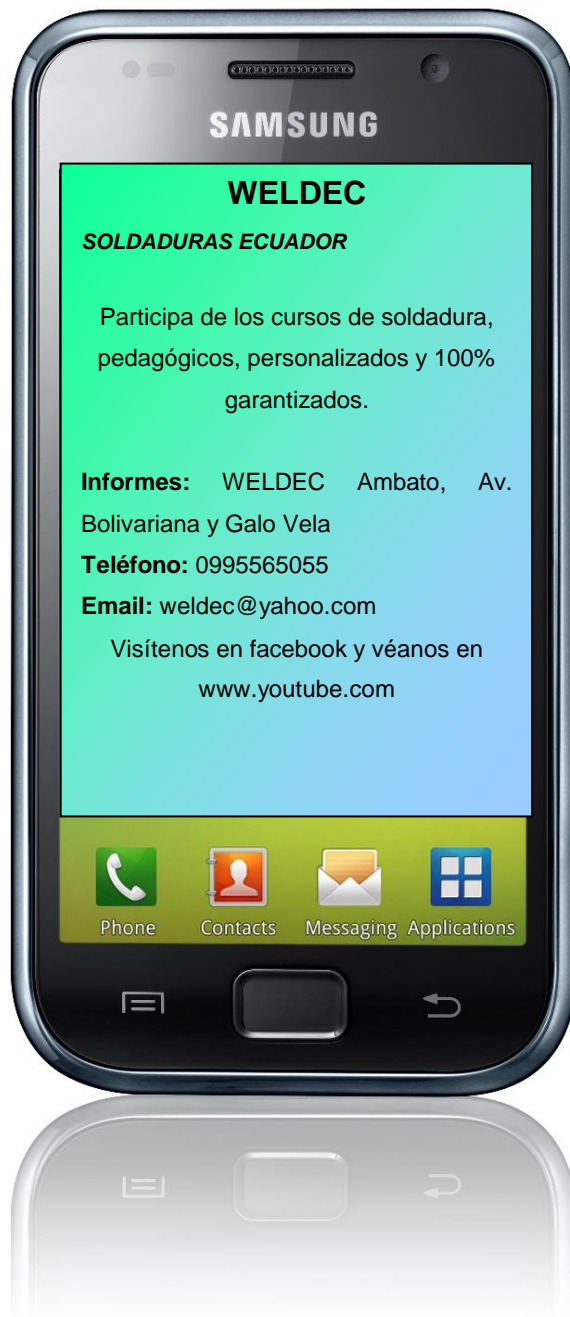 SAMSUNG
WELDEC
SOLDADURAS ECUADOR
Participa de los cursos de soldadura,
pedagógicos, personalizados y 100%
garantizados.
Informes: WELDEC Ambato, Av.
Bolivariana y Galo Vela
Teléfono: 0995565055
Email: weldec@yahoo.com
Visítenos en facebook y véanos en
www.youtube.com
Phone Contacts Messaging Applications